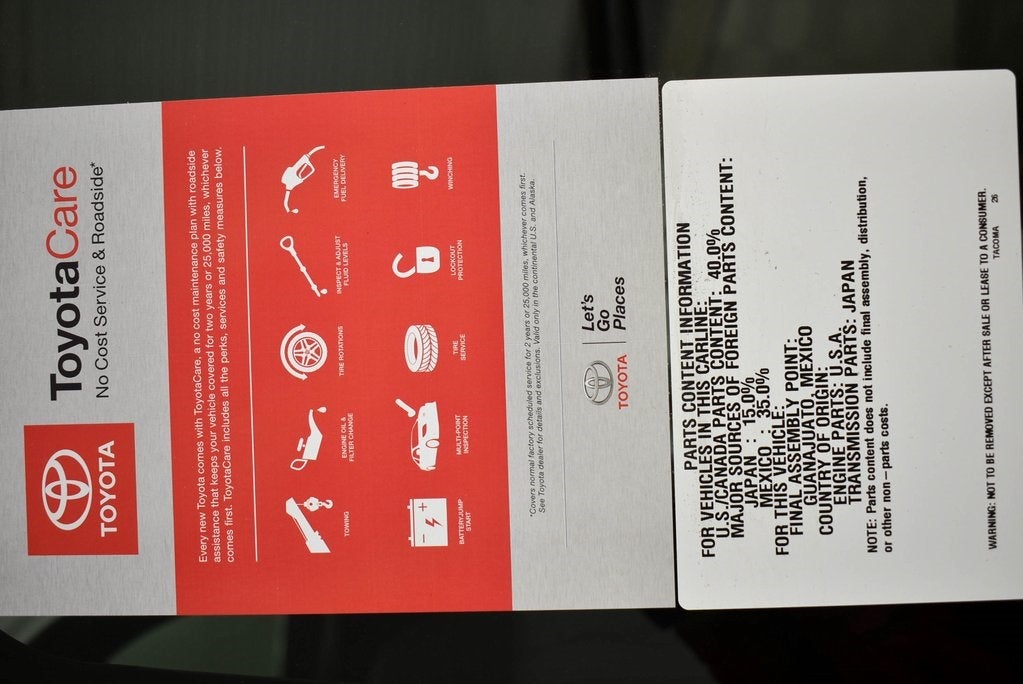 TOYOTA
ToyotaCare
No Cost Service & Roadside*
Every new Toyota comes with ToyotaCare, a no cost maintenance plan with roadside
assistance that keeps your vehicle covered for two years or 25,000 miles, whichever
comes first. ToyotaCare includes all the perks, services and safety measures below.
TOWING
ENGINE OIL &
FILTER CHANGE
TIRE ROTATIONS
INSPECT & ADJUST
FLUID LEVELS
EMERGENCY
FUEL DELIVERY
BATTERY/JUMP
START
MULTI-POINT
INSPECTION
TIRE
SERVICE
LOCKOUT
PROTECTION
WINCHING
*Covers normal factory scheduled service for 2 years or 25,000 miles, whichever comes first.
See Toyota dealer for details and exclusions. Valid only in the continental U.S. and Alaska.
TOYOTA
Let's
Go
Places
PARTS CONTENT INFORMATION
FOR VEHICLES IN THIS CARLINE:
U.S./CANADA PARTS CONTENT: 40.0%
MAJOR SOURCES OF FOREIGN PARTS CONTENT:
JAPAN : 15.0%
MEXICO : 35.0%
FOR THIS VEHICLE:
FINAL ASSEMBLY POINT:
GUANAJUATO, MEXICO
COUNTRY OF ORIGIN:
ENGINE PARTS: U.S.A.
TRANSMISSION PARTS: JAPAN
NOTE: Parts content does not include final assembly, distribution,
or other non-parts costs.
WARNING: NOT TO BE REMOVED EXCEPT AFTER SALE OR LEASE TO A CONSUMER.
TACOMA 26